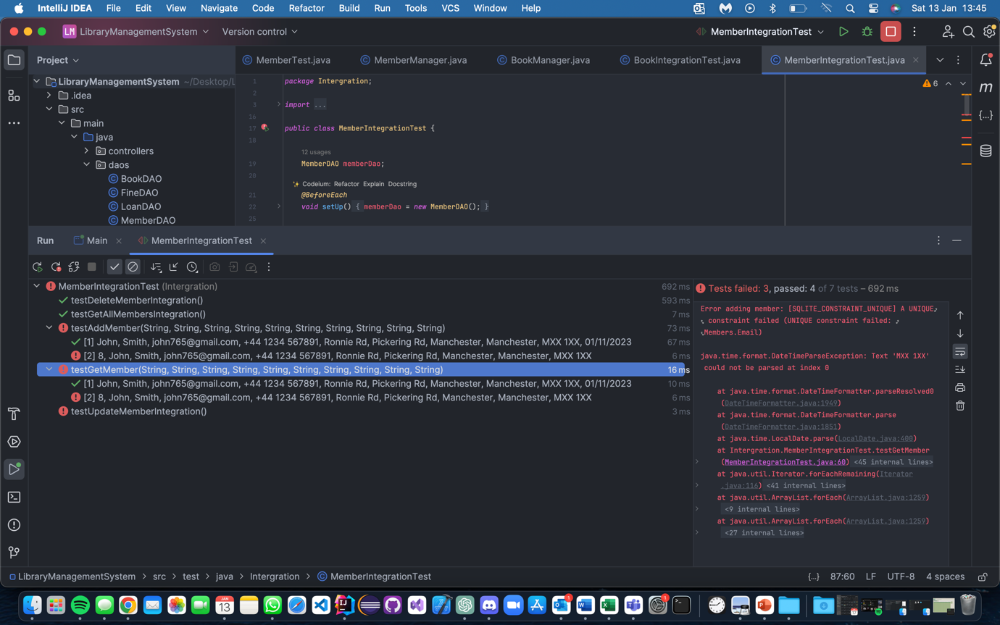 IntelliJ IDEA File Edit View Navigate Code Refactor Build Run Tools VCS Window Help Sat 13 Jan 13:45
LM LibraryManagementSystem Version control MemberIntegrationTest
Project
MemberTest.java MemberManager.java BookManager.java BookIntegrationTest.java MemberIntegrationTest.java
LibraryManagementSystem ~/Desktop/L
.idea
src
main
java
controllers
daos
BookDAO
FineDAO
LoanDAO
MemberDAO
1 package Intergration;
2
3 import ...
16
17 public class MemberIntegrationTest {
18
12 usages
19 MemberDAO memberDao;
20
Codeium: Refactor Explain Docstring
21 @BeforeEach
22 void setUp() { memberDao = new MemberDAO(); }
25
6
Run Main MemberIntegrationTest
MemberIntegrationTest (Intergration) 692 ms
testDeleteMemberIntegration() 593 ms
testGetAllMembersIntegration() 7 ms
testAddMember(String, String, String, String, String, String, String, String, String, String) 73 ms
[1] John, Smith, john765@gmail.com, +44 1234 567891, Ronnie Rd, Pickering Rd, Manchester, Manchester, MXX 1XX, 01/11/2023 67 ms
[2] 8, John, Smith, john765@gmail.com, +44 1234 567891, Ronnie Rd, Pickering Rd, Manchester, Manchester, MXX 1XX 6 ms
testGetMember(String, String, String, String, String, String, String, String, String, String) 16 ms
[1] John, Smith, john765@gmail.com, +44 1234 567891, Ronnie Rd, Pickering Rd, Manchester, Manchester, MXX 1XX, 01/11/2023 10 ms
[2] 8, John, Smith, john765@gmail.com, +44 1234 567891, Ronnie Rd, Pickering Rd, Manchester, Manchester, MXX 1XX 6 ms
testUpdateMemberIntegration() 3 ms
Tests failed: 3, passed: 4 of 7 tests – 692 ms
Error adding member: [SQLITE_CONSTRAINT_UNIQUE] A UNIQUE
constraint failed (UNIQUE constraint failed:
Members.Email)
java.time.format.DateTimeParseException: Text 'MXX 1XX'
could not be parsed at index 0
at java.time.format.DateTimeFormatter.parseResolved0
(DateTimeFormatter.java:1949)
at java.time.format.DateTimeFormatter.parse
(DateTimeFormatter.java:1851)
at java.time.LocalDate.parse(LocalDate.java:400)
at Intergration.MemberIntegrationTest.testGetMember
(MemberIntegrationTest.java:60) <45 internal lines>
at java.util.Iterator.forEachRemaining(Iterator
.java:116) <41 internal lines>
at java.util.ArrayList.forEach(ArrayList.java:1259)
<9 internal lines>
at java.util.ArrayList.forEach(ArrayList.java:1259)
<27 internal lines>
LibraryManagementSystem > src > test > java > Intergration > MemberIntegrationTest {...} 87:60 LF UTF-8 4 spaces
JAN
13